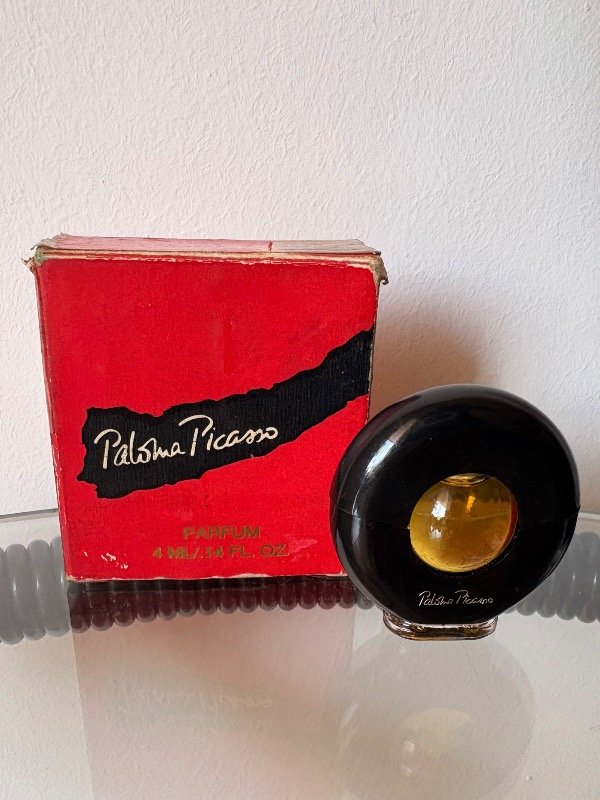 Paloma Picasso
PARFUM
4 ML/.14 FL. OZ.
Paloma Picasso